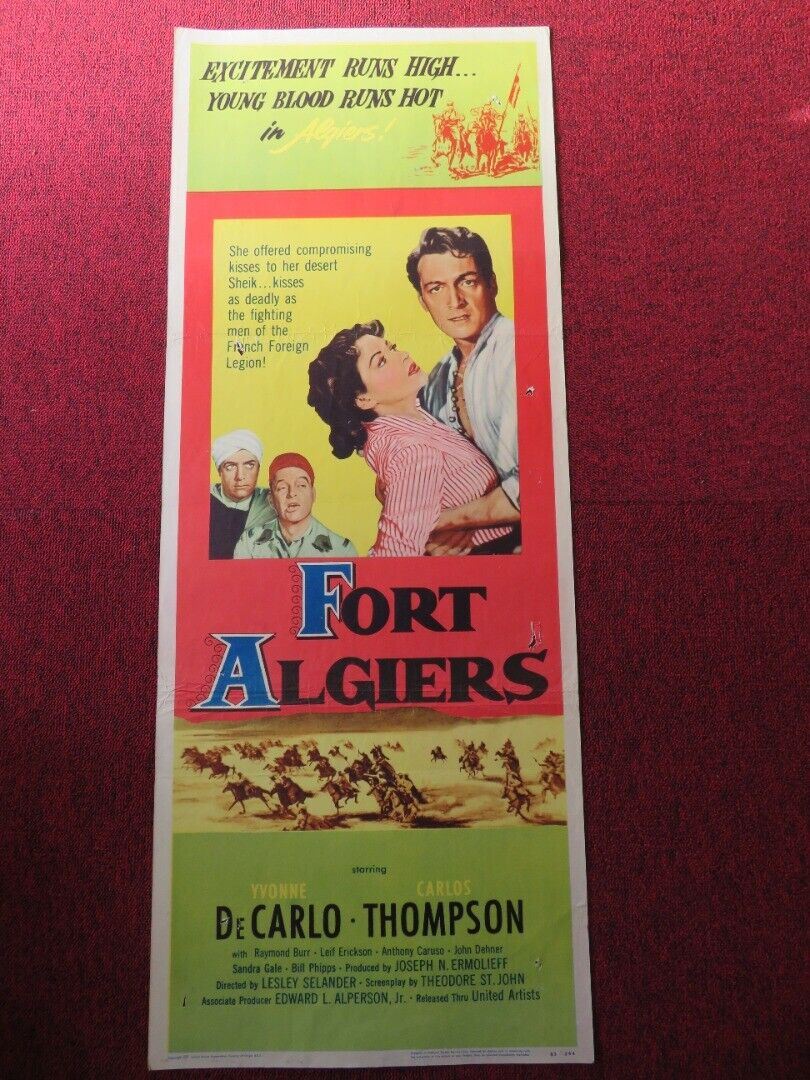 EXCITEMENT RUNS HIGH...
YOUNG BLOOD RUNS HOT
in Algiers!
She offered compromising
kisses to her desert
Sheik...kisses
as deadly as
the fighting
men of the
French Foreign
Legion!
FORT
ALGIERS
starring
YVONNE CARLOS
DE CARLO · THOMPSON
with Raymond Burr · Leif Erickson · Anthony Caruso · John Dehner
Sandra Gale · Bill Phipps · Produced by JOSEPH N. ERMOLIEFF
Directed by LESLEY SELANDER · Screenplay by THEODORE ST. JOHN
Associate Producer EDWARD L. ALPERSON, Jr. · Released Thru United Artists